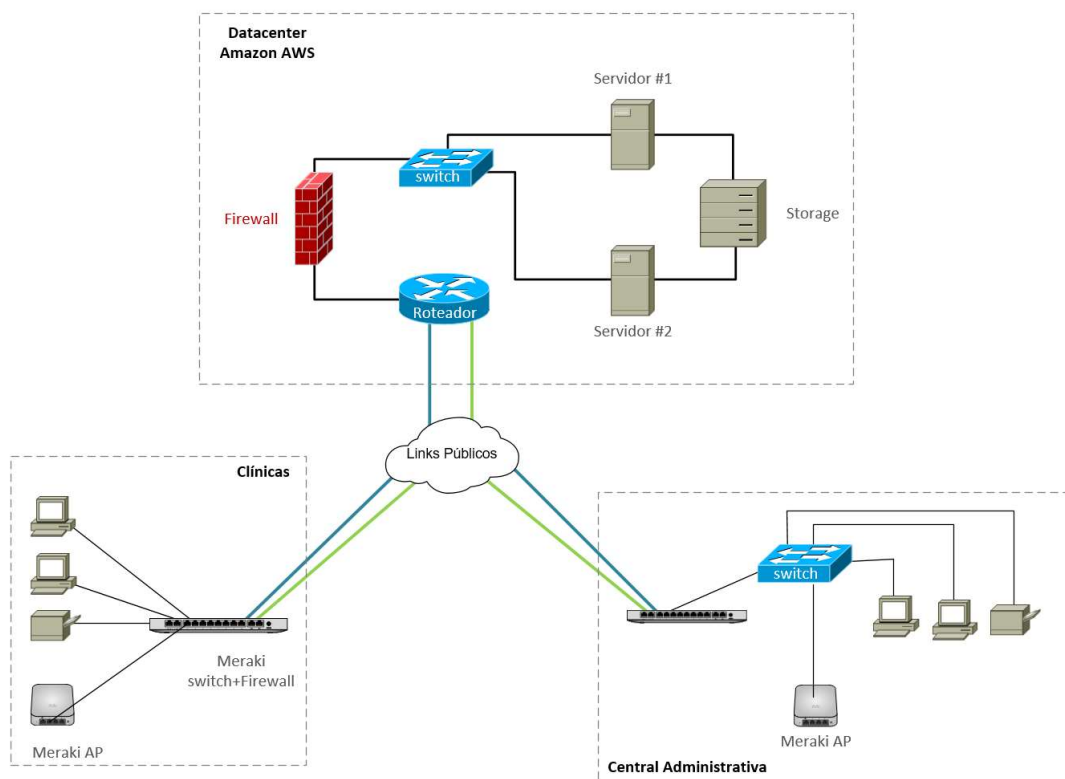 Datacenter
Amazon AWS
Servidor #1
switch
Firewall
Storage
Roteador
Servidor #2
Links Públicos
Clínicas
switch
Meraki
switch+Firewall
Meraki AP
Meraki AP
Central Administrativa